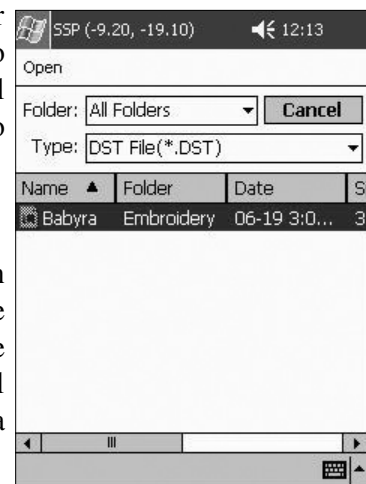 SSP (-9.20, -19.10) 12:13
Open
Folder: All Folders Cancel
Type: DST File(*.DST)
Name Folder Date S
Babyra Embroidery 06-19 3:0... 3